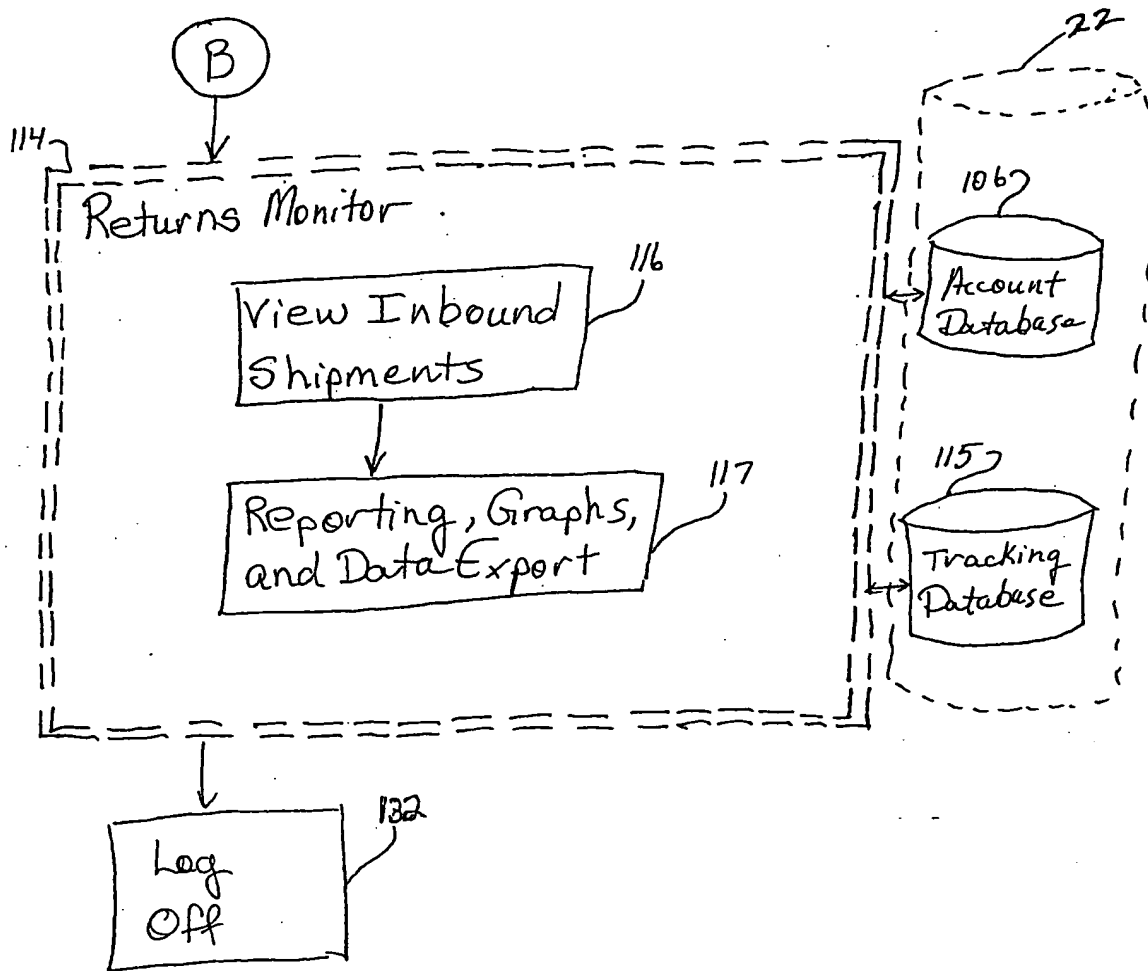 B
22
114
Returns Monitor
106
Account
Database
116
View Inbound
Shipments
115
Tracking
Database
117
Reporting, Graphs,
and Data Export
132
Log
Off